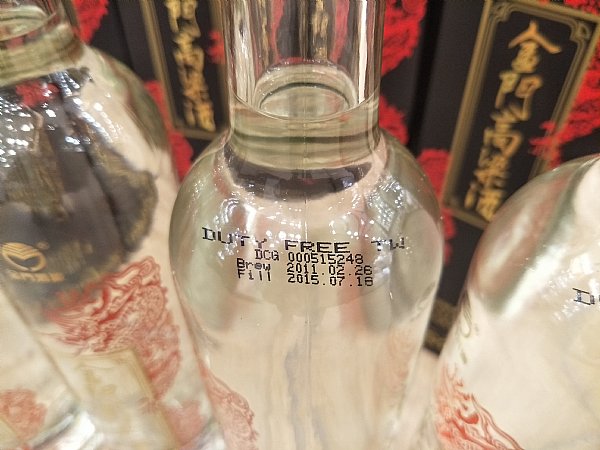 金門高粱酒
DUTY FREE TW
DCG 000515248
Brew 2011.02.26
Fill 2015.07.16